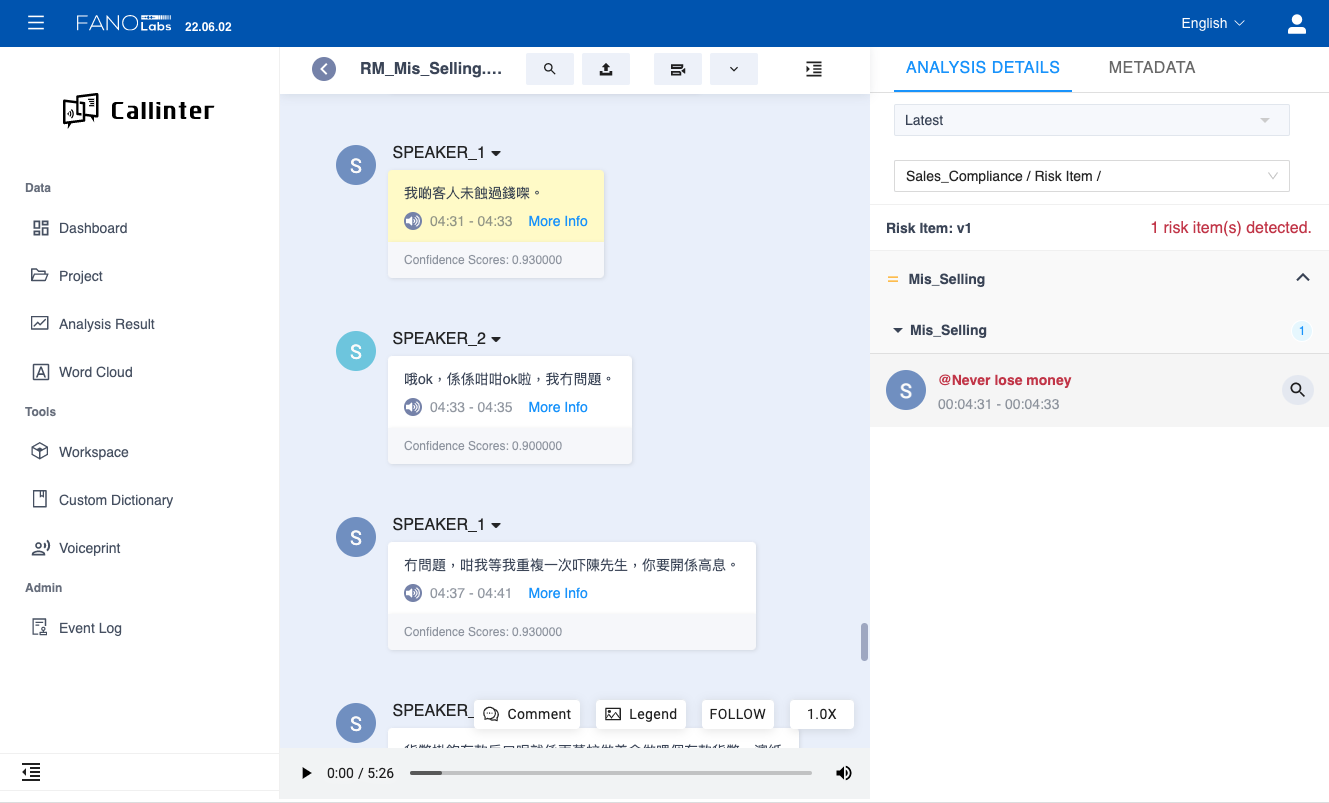 FANO Labs 22.06.02
English
Callinter
Data
Dashboard
Project
Analysis Result
Word Cloud
Tools
Workspace
Custom Dictionary
Voiceprint
Admin
Event Log
RM_Mis_Selling....
S
SPEAKER_1
我啲客人未蝕過錢㗎。
04:31 - 04:33 More Info
Confidence Scores: 0.930000
S
SPEAKER_2
哦ok，係係咁咁ok啦，我冇問題。
04:33 - 04:35 More Info
Confidence Scores: 0.900000
S
SPEAKER_1
冇問題，咁我等我重複一次吓陳先生，你要開係高息。
04:37 - 04:41 More Info
Confidence Scores: 0.930000
S
SPEAKER_
Comment
Legend
FOLLOW
1.0X
0:00 / 5:26
ANALYSIS DETAILS
METADATA
Latest
Sales_Compliance / Risk Item /
Risk Item: v1
1 risk item(s) detected.
Mis_Selling
Mis_Selling
1
S
@Never lose money
00:04:31 - 00:04:33